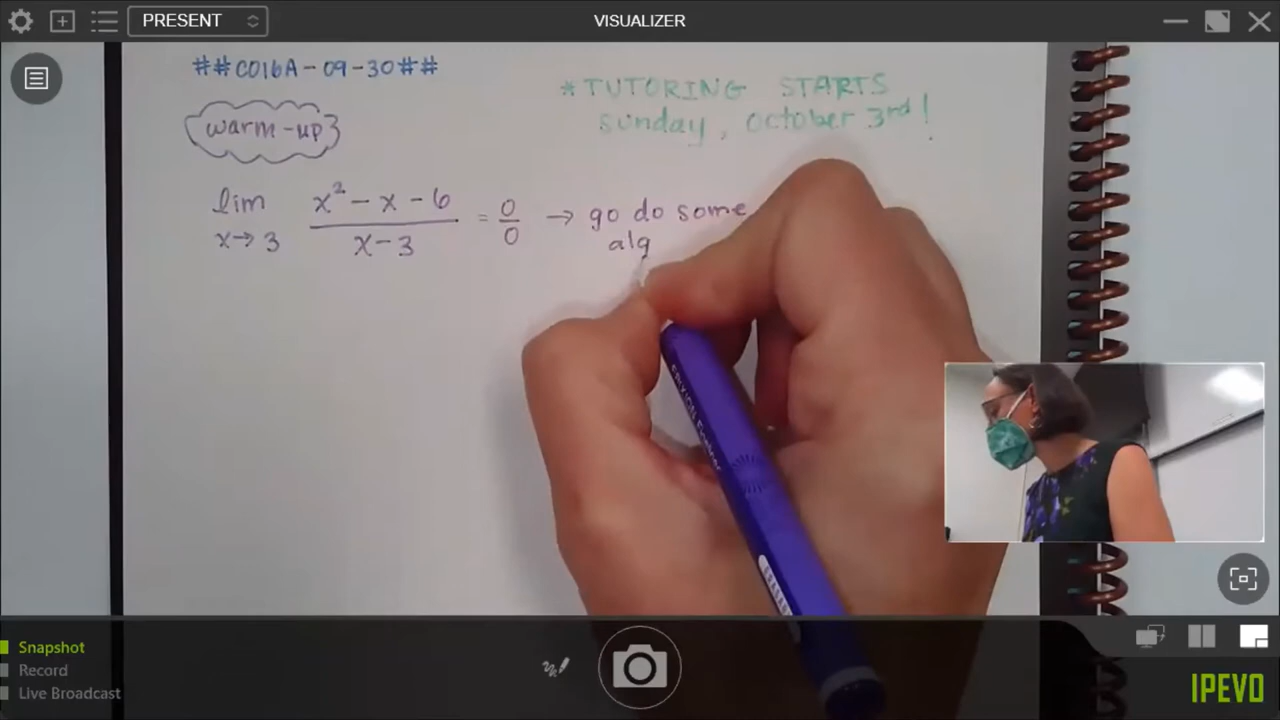 PRESENT
VISUALIZER
##C016A-09-30##
*TUTORING STARTS
sunday, october 3rd!
warm-up
lim x→3 x² - x - 6 / x - 3 = 0/0 → go do some
alg
FRIXION
Snapshot
Record
Live Broadcast
IPEVO